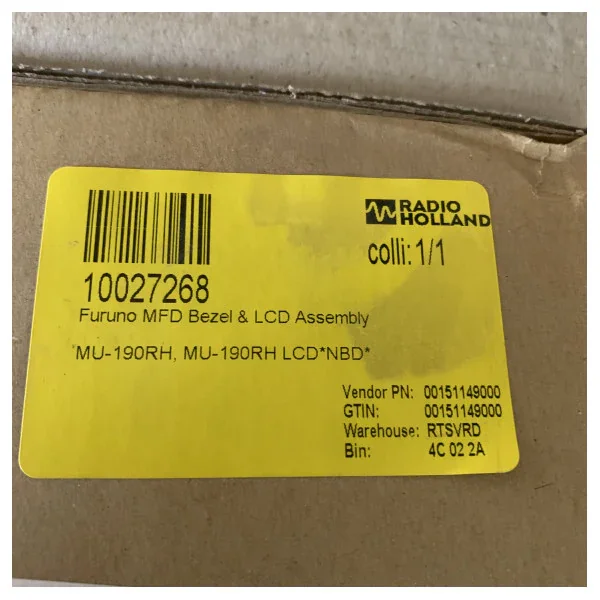 RADIO
HOLLAND
colli: 1/1
10027268
Furuno MFD Bezel & LCD Assembly
MU-190RH, MU-190RH LCD*NBD*
Vendor PN: 00151149000
GTIN: 00151149000
Warehouse: RTSVRD
Bin: 4C 02 2A